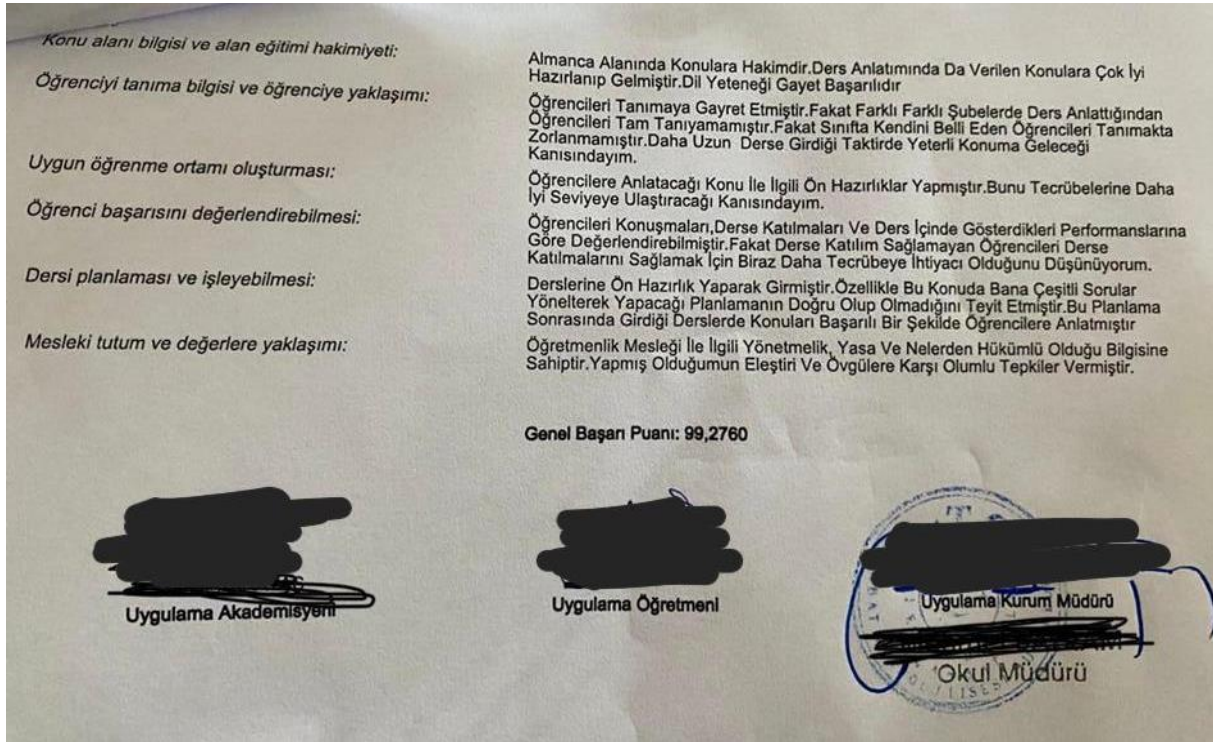 Konu alanı bilgisi ve alan eğitimi hakimiyeti:
Almanca Alanında Konulara Hakimdir.Ders Anlatımında Da Verilen Konulara Çok İyi
Hazırlanıp Gelmiştir.Dil Yeteneği Gayet Başarılıdır
Öğrenciyi tanıma bilgisi ve öğrenciye yaklaşımı:
Öğrencileri Tanımaya Gayret Etmiştir.Fakat Farklı Farklı Şubelerde Ders Anlattığından
Öğrencileri Tam Tanıyamamıştır.Fakat Sınıfta Kendini Belli Eden Öğrencileri Tanımakta
Zorlanmamıştır.Daha Uzun Derse Girdiği Taktirde Yeterli Konuma Geleceği
Kanısındayım.
Uygun öğrenme ortamı oluşturması:
Öğrencilere Anlatacağı Konu İle İlgili Ön Hazırlıklar Yapmıştır.Bunu Tecrübelerine Daha
İyi Seviyeye Ulaştıracağı Kanısındayım.
Öğrenci başarısını değerlendirebilmesi:
Öğrencileri Konuşmaları,Derse Katılmaları Ve Ders İçinde Gösterdikleri Performanslarına
Göre Değerlendirebilmiştir.Fakat Derse Katılım Sağlamayan Öğrencileri Derse
Katılmalarını Sağlamak İçin Biraz Daha Tecrübeye İhtiyacı Olduğunu Düşünüyorum.
Dersi planlaması ve işleyebilmesi:
Derslerine Ön Hazırlık Yaparak Girmiştir.Özellikle Bu Konuda Bana Çeşitli Sorular
Yönelterek Yapacağı Planlamanın Doğru Olup Olmadığını Teyit Etmiştir.Bu Planlama
Sonrasında Girdiği Derslerde Konuları Başarılı Bir Şekilde Öğrencilere Anlatmıştır
Mesleki tutum ve değerlere yaklaşımı:
Öğretmenlik Mesleği İle İlgili Yönetmelik, Yasa Ve Nelerden Hükümlü Olduğu Bilgisine
Sahiptir.Yapmış Olduğumun Eleştiri Ve Övgülere Karşı Olumlu Tepkiler Vermiştir.
Genel Başarı Puanı: 99,2760
Uygulama Akademisyeni
Uygulama Öğretmeni
Uygulama Kurum Müdürü
Okul Müdürü